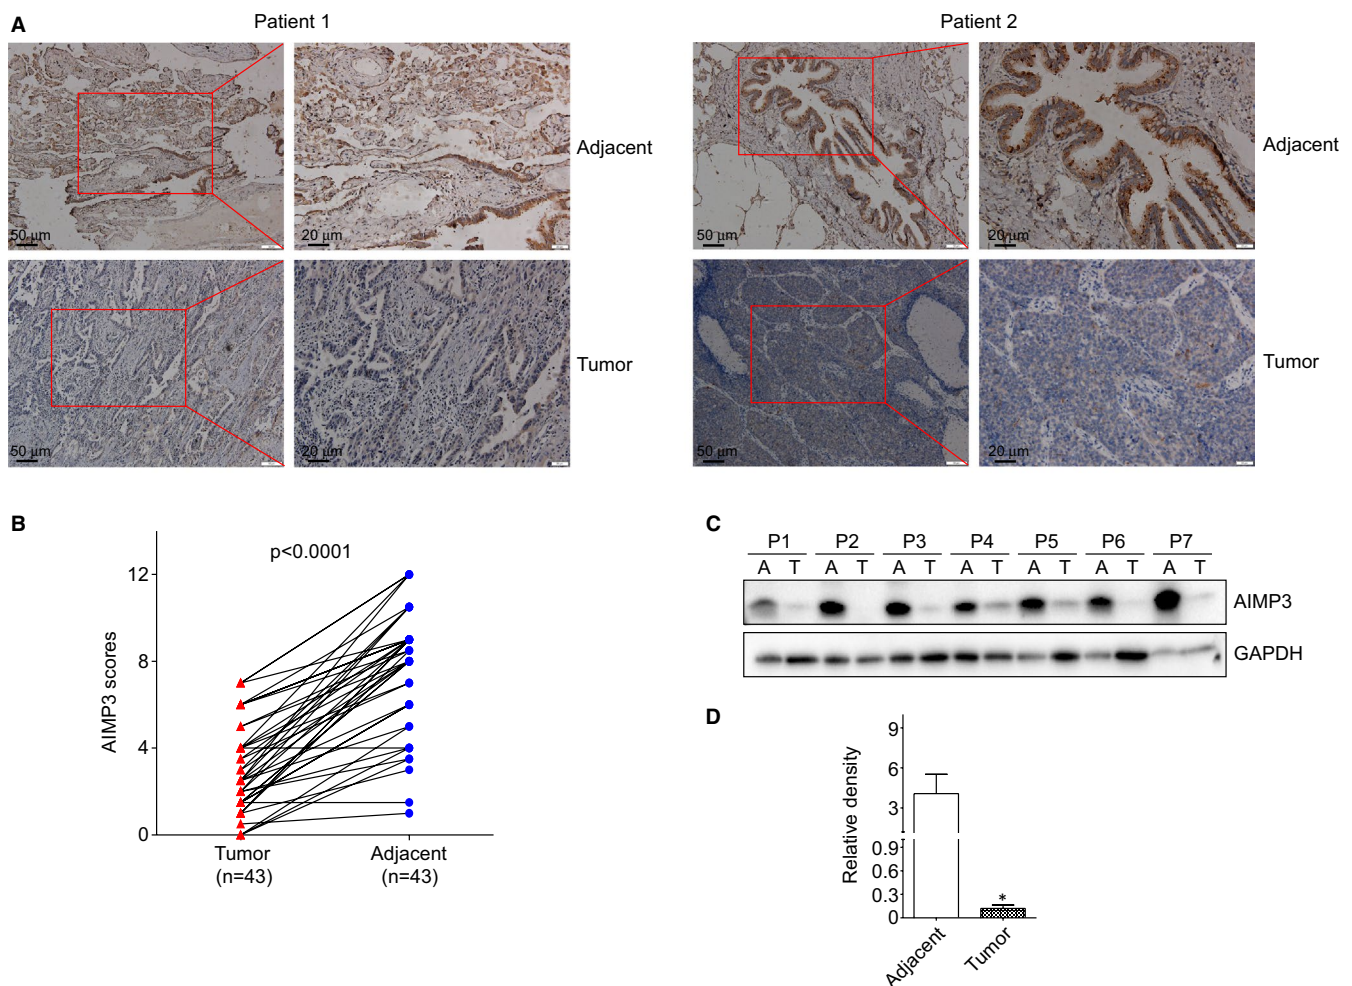 A
Patient 1
Patient 2
50 µm
20 µm
Adjacent
50 µm
20 µm
Adjacent
50 µm
20 µm
Tumor
50 µm
20 µm
Tumor
B
p<0.0001
AIMP3 scores
12
8
4
0
Tumor
(n=43)
Adjacent
(n=43)
C
P1 P2 P3 P4 P5 P6 P7
A T A T A T A T A T A T A T
AIMP3
GAPDH
D
Relative density
9
6
3
0.9
0.6
0.3
0
*
Adjacent
Tumor